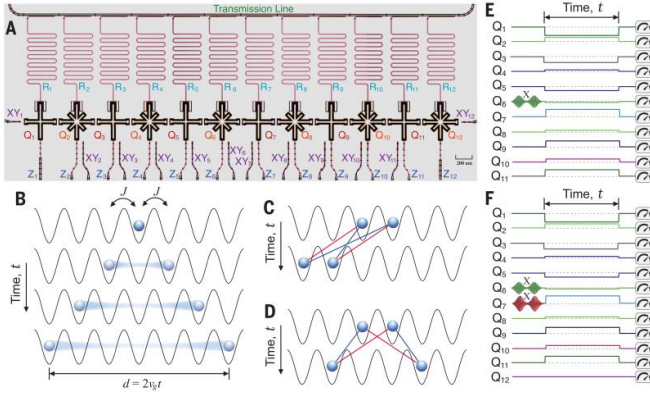 Transmission Line
A
R1 R2 R3 R4 R5 R6 R7 R8 R9 R10 R11 R12
XY1 XY12
Q1 Q2 Q3 Q4 Q5 Q6 Q7 Q8 Q9 Q10 Q11 Q12
XY2 XY3 XY4 XY5 XY6 XY7 XY8 XY9 XY10 XY11
200 μm
Z1 Z2 Z3 Z4 Z5 Z6 Z7 Z8 Z9 Z10 Z11 Z12
B
J J
Time, t
d = 2vgt
C
Time, t
D
Time, t
E
Time, t
Q1
Q2
Q3
Q4
Q5
Q6 X
Q7
Q8
Q9
Q10
Q11
F
Time, t
Q1
Q2
Q3
Q4
Q5
Q6 X
Q7 X
Q8
Q9
Q10
Q11
Q12